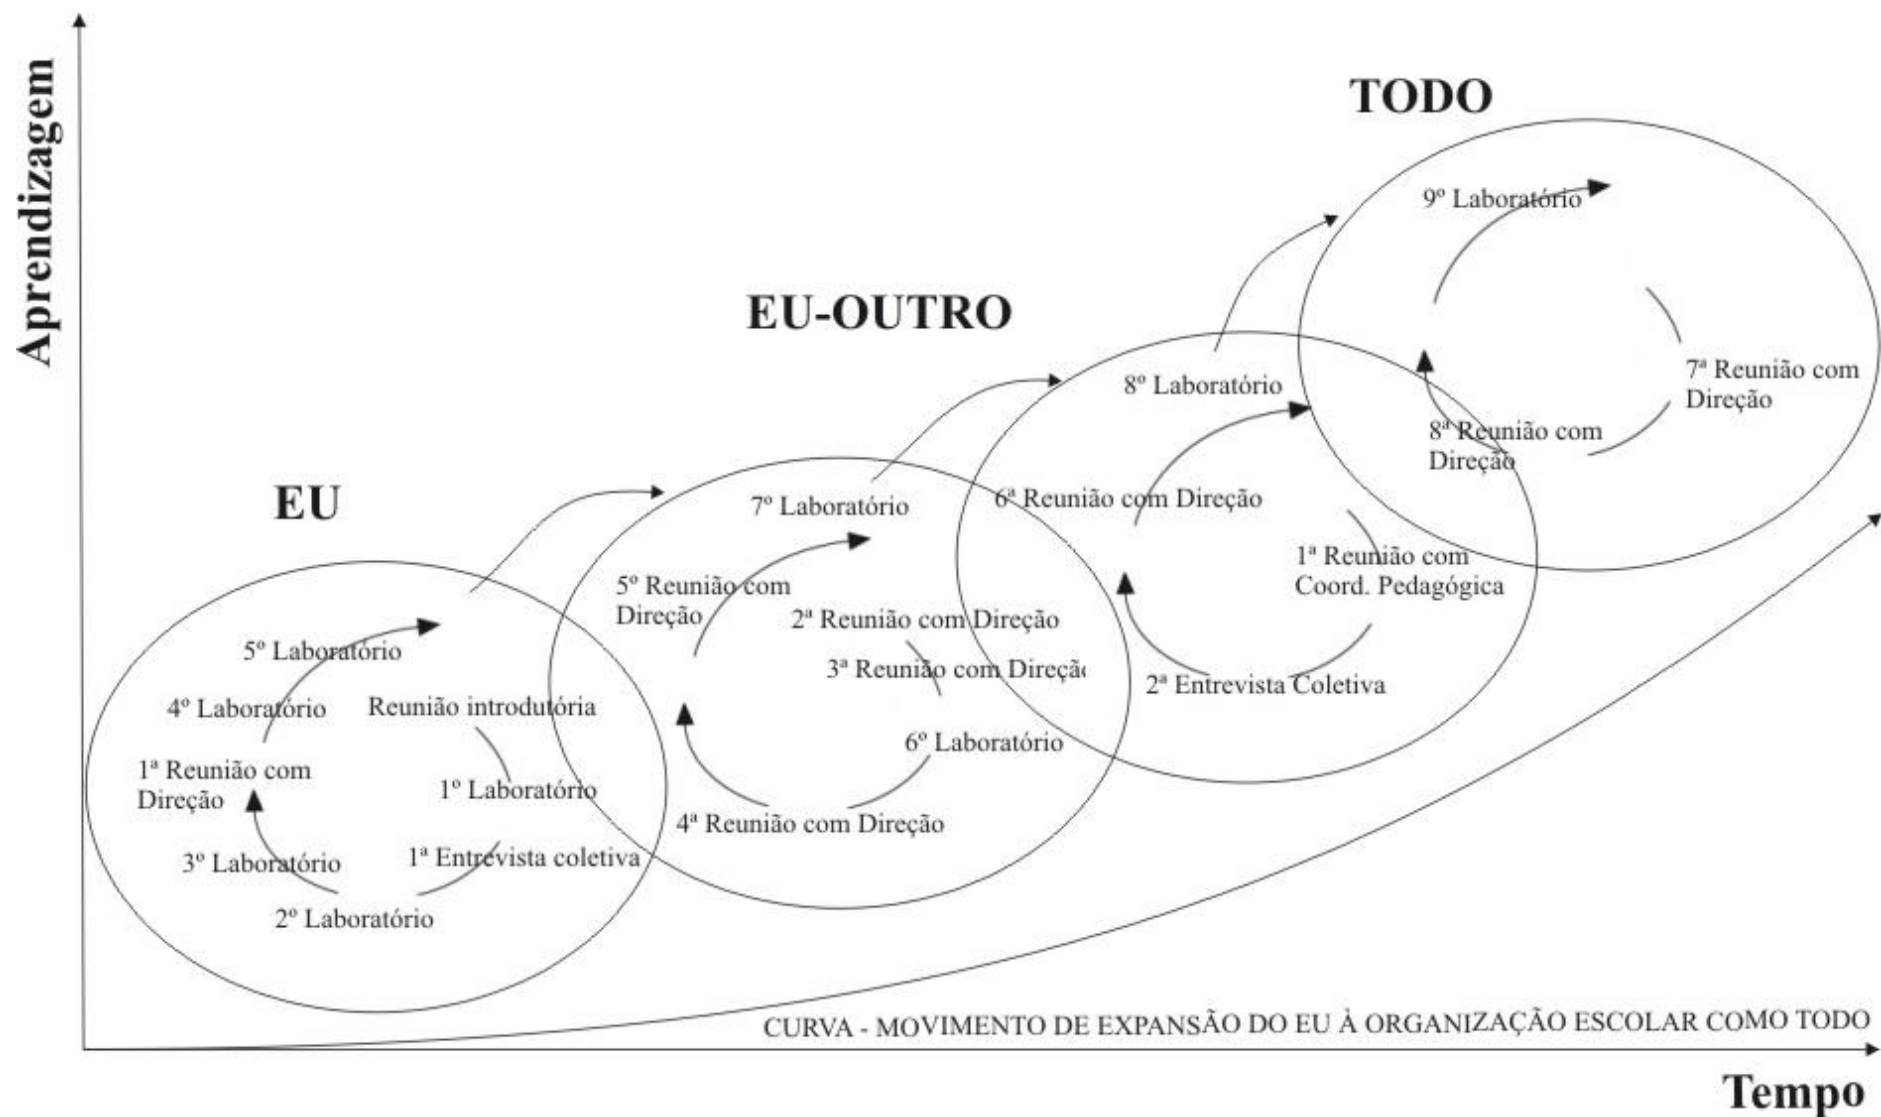 Aprendizagem
TODO
9º Laboratório
7ª Reunião com
Direção
8ª Reunião com
Direção
EU-OUTRO
8º Laboratório
6ª Reunião com Direção
1ª Reunião com
Coord. Pedagógica
2ª Entrevista Coletiva
7º Laboratório
5º Reunião com
Direção
2ª Reunião com Direção
3ª Reunião com Direçã
6º Laboratório
4ª Reunião com Direção
EU
5º Laboratório
4º Laboratório
Reunião introdutória
1ª Reunião com
Direção
1º Laboratório
3º Laboratório
1ª Entrevista coletiva
2º Laboratório
CURVA - MOVIMENTO DE EXPANSÃO DO EU À ORGANIZAÇÃO ESCOLAR COMO TODO
Tempo